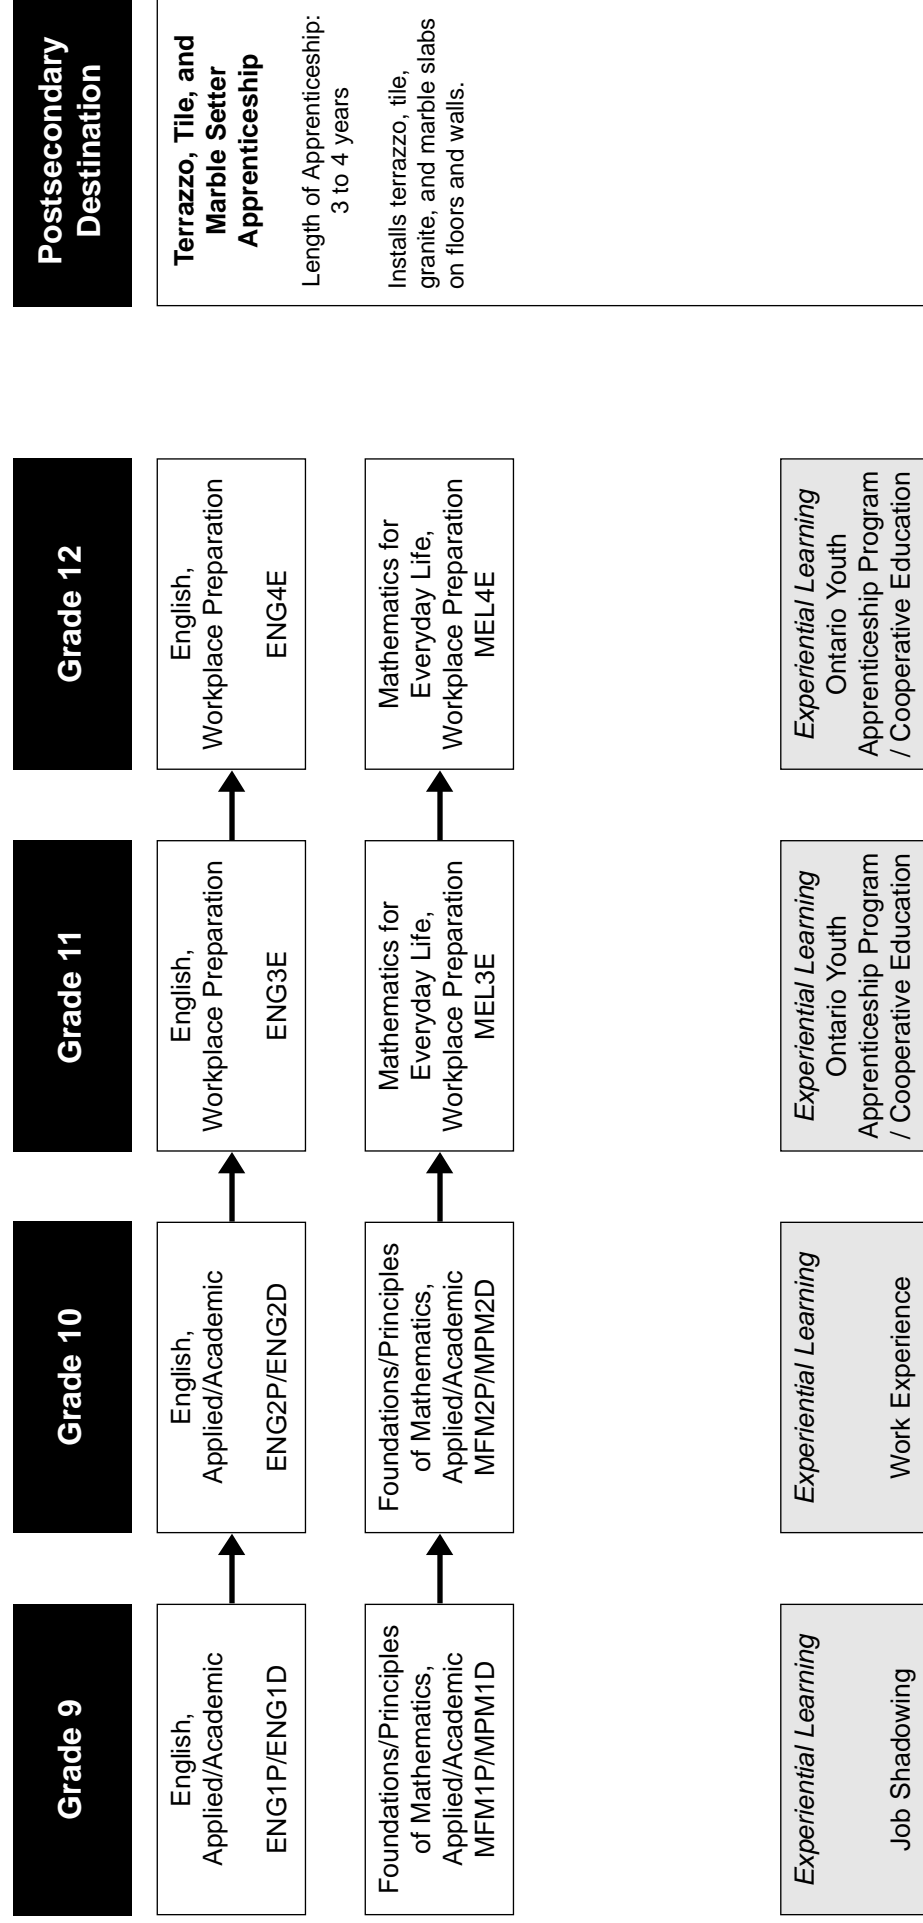 Grade 9
Grade 10
Grade 11
Grade 12
Postsecondary
Destination
English,
Applied/Academic
ENG1P/ENG1D
English,
Applied/Academic
ENG2P/ENG2D
English,
Workplace Preparation
ENG3E
English,
Workplace Preparation
ENG4E
Terrazzo, Tile, and
Marble Setter
Apprenticeship
Length of Apprenticeship:
3 to 4 years
Installs terrazzo, tile,
granite, and marble slabs
on floors and walls.
Foundations/Principles
of Mathematics,
Applied/Academic
MFM1P/MPM1D
Foundations/Principles
of Mathematics,
Applied/Academic
MFM2P/MPM2D
Mathematics for
Everyday Life,
Workplace Preparation
MEL3E
Mathematics for
Everyday Life,
Workplace Preparation
MEL4E
Experiential Learning
Job Shadowing
Experiential Learning
Work Experience
Experiential Learning
Ontario Youth
Apprenticeship Program
/ Cooperative Education
Experiential Learning
Ontario Youth
Apprenticeship Program
/ Cooperative Education